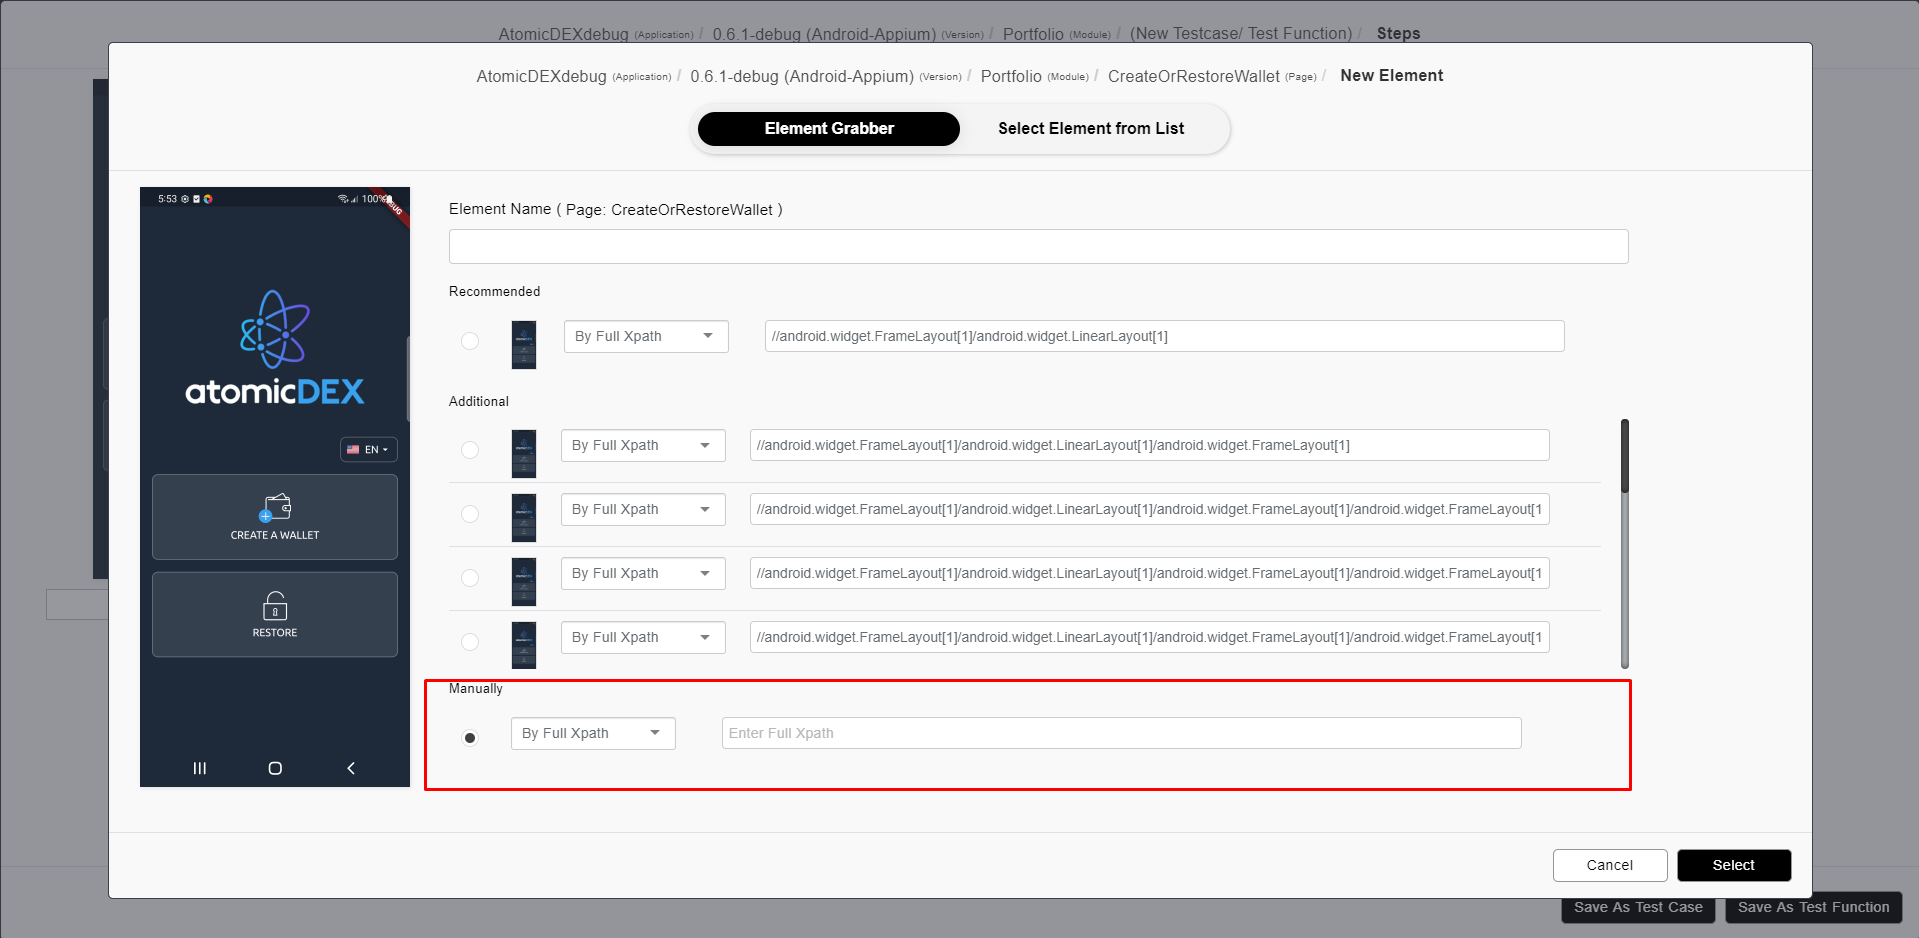 AtomicDEXdebug (Application) / 0.6.1-debug (Android-Appium) (Version) / Portfolio (Module) / (New Testcase/ Test Function) / Steps
AtomicDEXdebug (Application) / 0.6.1-debug (Android-Appium) (Version) / Portfolio (Module) / CreateOrRestoreWallet (Page) / New Element
Element Grabber
Select Element from List
5:53
100%
DEBUG
atomicDEX
EN
CREATE A WALLET
RESTORE
Element Name ( Page: CreateOrRestoreWallet )
Recommended
By Full Xpath
//android.widget.FrameLayout[1]/android.widget.LinearLayout[1]
Additional
By Full Xpath
//android.widget.FrameLayout[1]/android.widget.LinearLayout[1]/android.widget.FrameLayout[1]
By Full Xpath
//android.widget.FrameLayout[1]/android.widget.LinearLayout[1]/android.widget.FrameLayout[1]/android.widget.FrameLayout[1
By Full Xpath
//android.widget.FrameLayout[1]/android.widget.LinearLayout[1]/android.widget.FrameLayout[1]/android.widget.FrameLayout[1
By Full Xpath
//android.widget.FrameLayout[1]/android.widget.LinearLayout[1]/android.widget.FrameLayout[1]/android.widget.FrameLayout[1
Manually
By Full Xpath
Enter Full Xpath
Cancel
Select
Save As Test Case
Save As Test Function